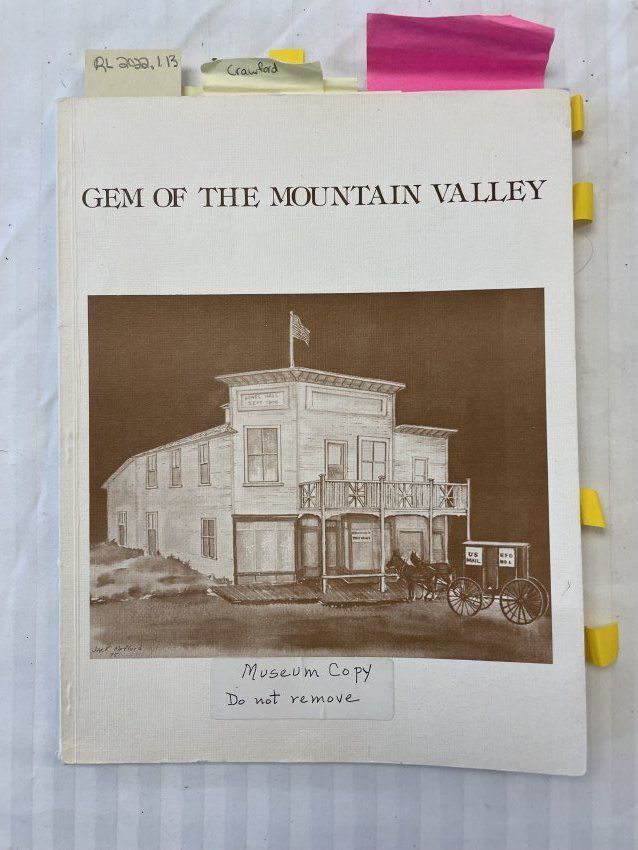 RL 2022.1.13
Crawford
GEM OF THE MOUNTAIN VALLEY
SEPT
US
MAIL
RFD
NO 1
Museum Copy
Do not remove